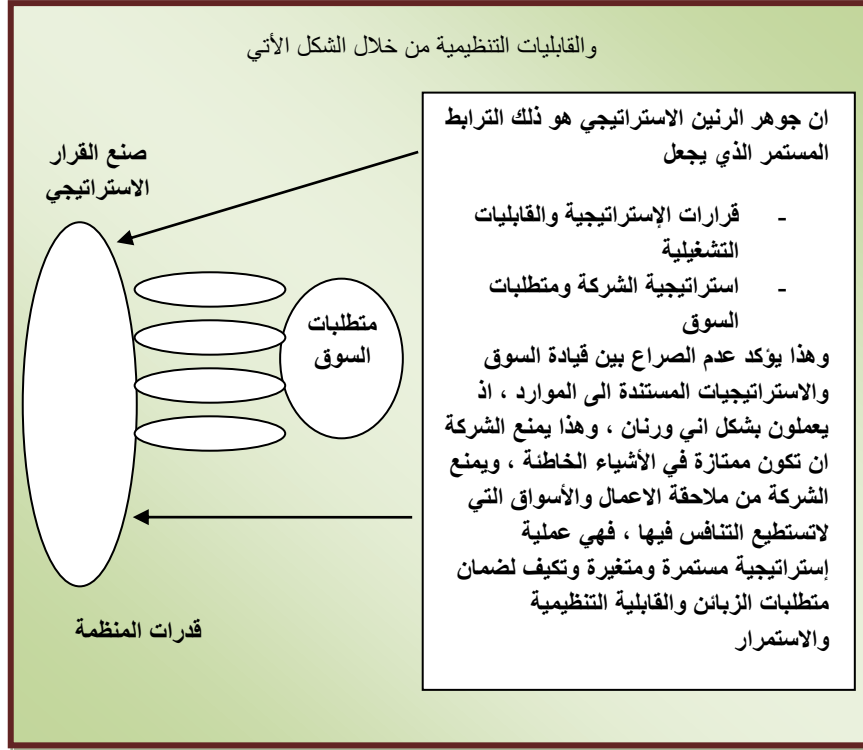 والقابليات التنظيمية من خلال الشكل الأتي
ان جوهر الرنين الاستراتيجي هو ذلك الترابط
المستمر الذي يجعل
- قرارات الإستراتيجية والقابليات
التشغيلية
- استراتيجية الشركة ومتطلبات
السوق
وهذا يؤكد عدم الصراع بين قيادة السوق
والاستراتيجيات المستندة الى الموارد ، اذ
يعملون بشكل اني ورنان ، وهذا يمنع الشركة
ان تكون ممتازة في الأشياء الخاطئة ، ويمنع
الشركة من ملاحقة الاعمال والأسواق التي
لاتستطيع التنافس فيها ، فهي عملية
إستراتيجية مستمرة ومتغيرة وتكيف لضمان
متطلبات الزبائن والقابلية التنظيمية
والاستمرار
صنع القرار
الاستراتيجي
متطلبات
السوق
قدرات المنظمة